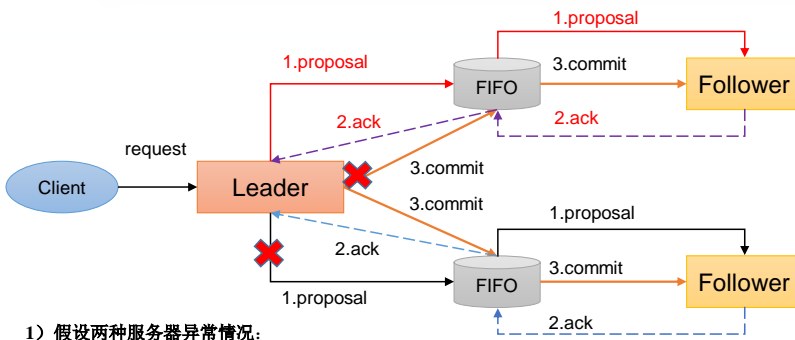 1.proposal
1.proposal
FIFO
3.commit
Follower
2.ack
2.ack
request
Client
Leader
3.commit
3.commit
2.ack
1.proposal
1.proposal
FIFO
3.commit
Follower
2.ack
1）假设两种服务器异常情况：